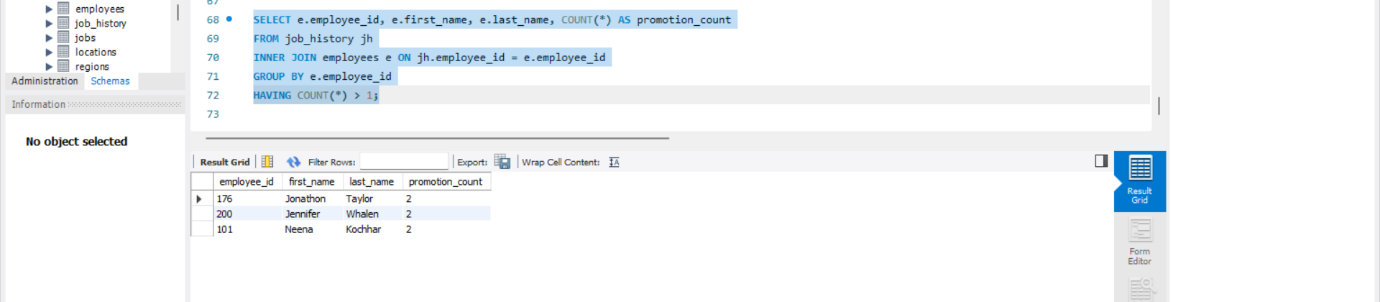 employees
job_history
jobs
locations
regions
Administration Schemas
Information
No object selected
67
68 SELECT e.employee_id, e.first_name, e.last_name, COUNT(*) AS promotion_count
69 FROM job_history jh
70 INNER JOIN employees e ON jh.employee_id = e.employee_id
71 GROUP BY e.employee_id
72 HAVING COUNT(*) > 1;
73
Result Grid Filter Rows: Export: Wrap Cell Content: IA
employee_id first_name last_name promotion_count
176 Jonathon Taylor 2
200 Jennifer Whalen 2
101 Neena Kochhar 2
Result
Grid
Form
Editor